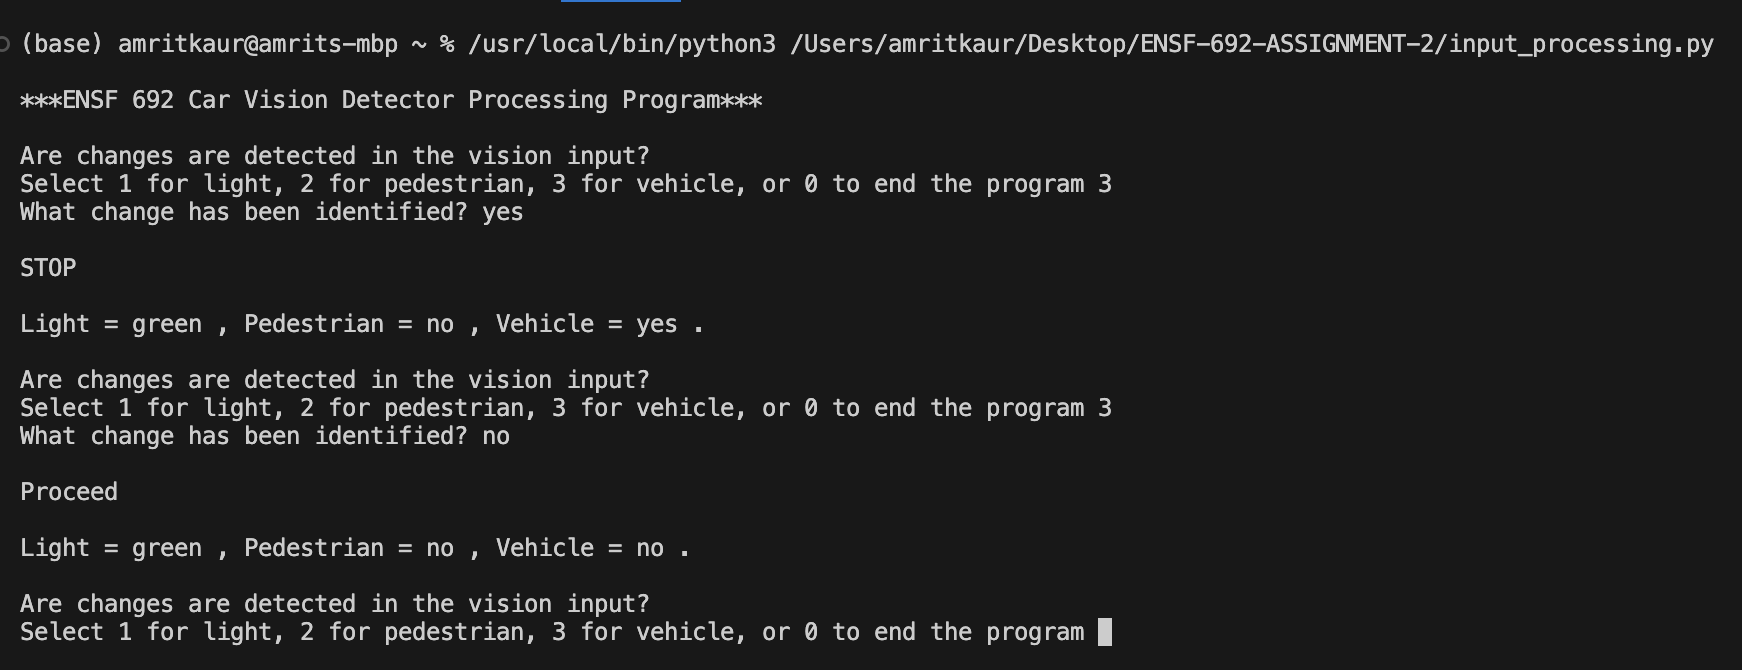 (base) amritkaur@amrits-mbp ~ % /usr/local/bin/python3 /Users/amritkaur/Desktop/ENSF-692-ASSIGNMENT-2/input_processing.py
***ENSF 692 Car Vision Detector Processing Program***
Are changes are detected in the vision input?
Select 1 for light, 2 for pedestrian, 3 for vehicle, or 0 to end the program 3
What change has been identified? yes
STOP
Light = green , Pedestrian = no , Vehicle = yes .
Are changes are detected in the vision input?
Select 1 for light, 2 for pedestrian, 3 for vehicle, or 0 to end the program 3
What change has been identified? no
Proceed
Light = green , Pedestrian = no , Vehicle = no .
Are changes are detected in the vision input?
Select 1 for light, 2 for pedestrian, 3 for vehicle, or 0 to end the program